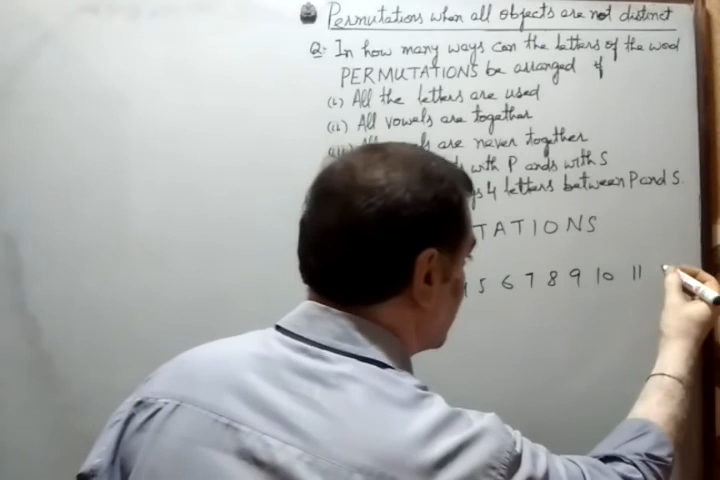 Permutations when all objects are not distinct
Q: In how many ways can the letters of the word
PERMUTATIONS be arranged if
(i) All the letters are used
(ii) All vowels are together
are never together
with P ends with S
4 letters between P and S.
TATIONS
5 6 7 8 9 10 11